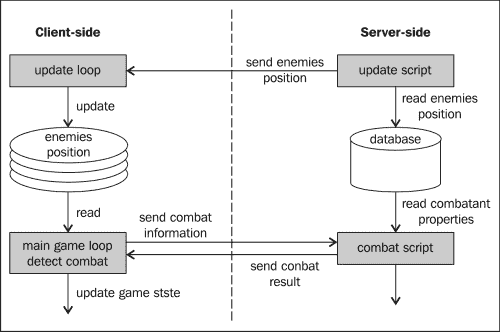 Client-side
Server-side
update loop
send enemies
position
update script
update
read enemies
position
enemies
position
database
read
send combat
information
read combatant
properties
main game loop
detect combat
combat script
send conbat
result
update game stste